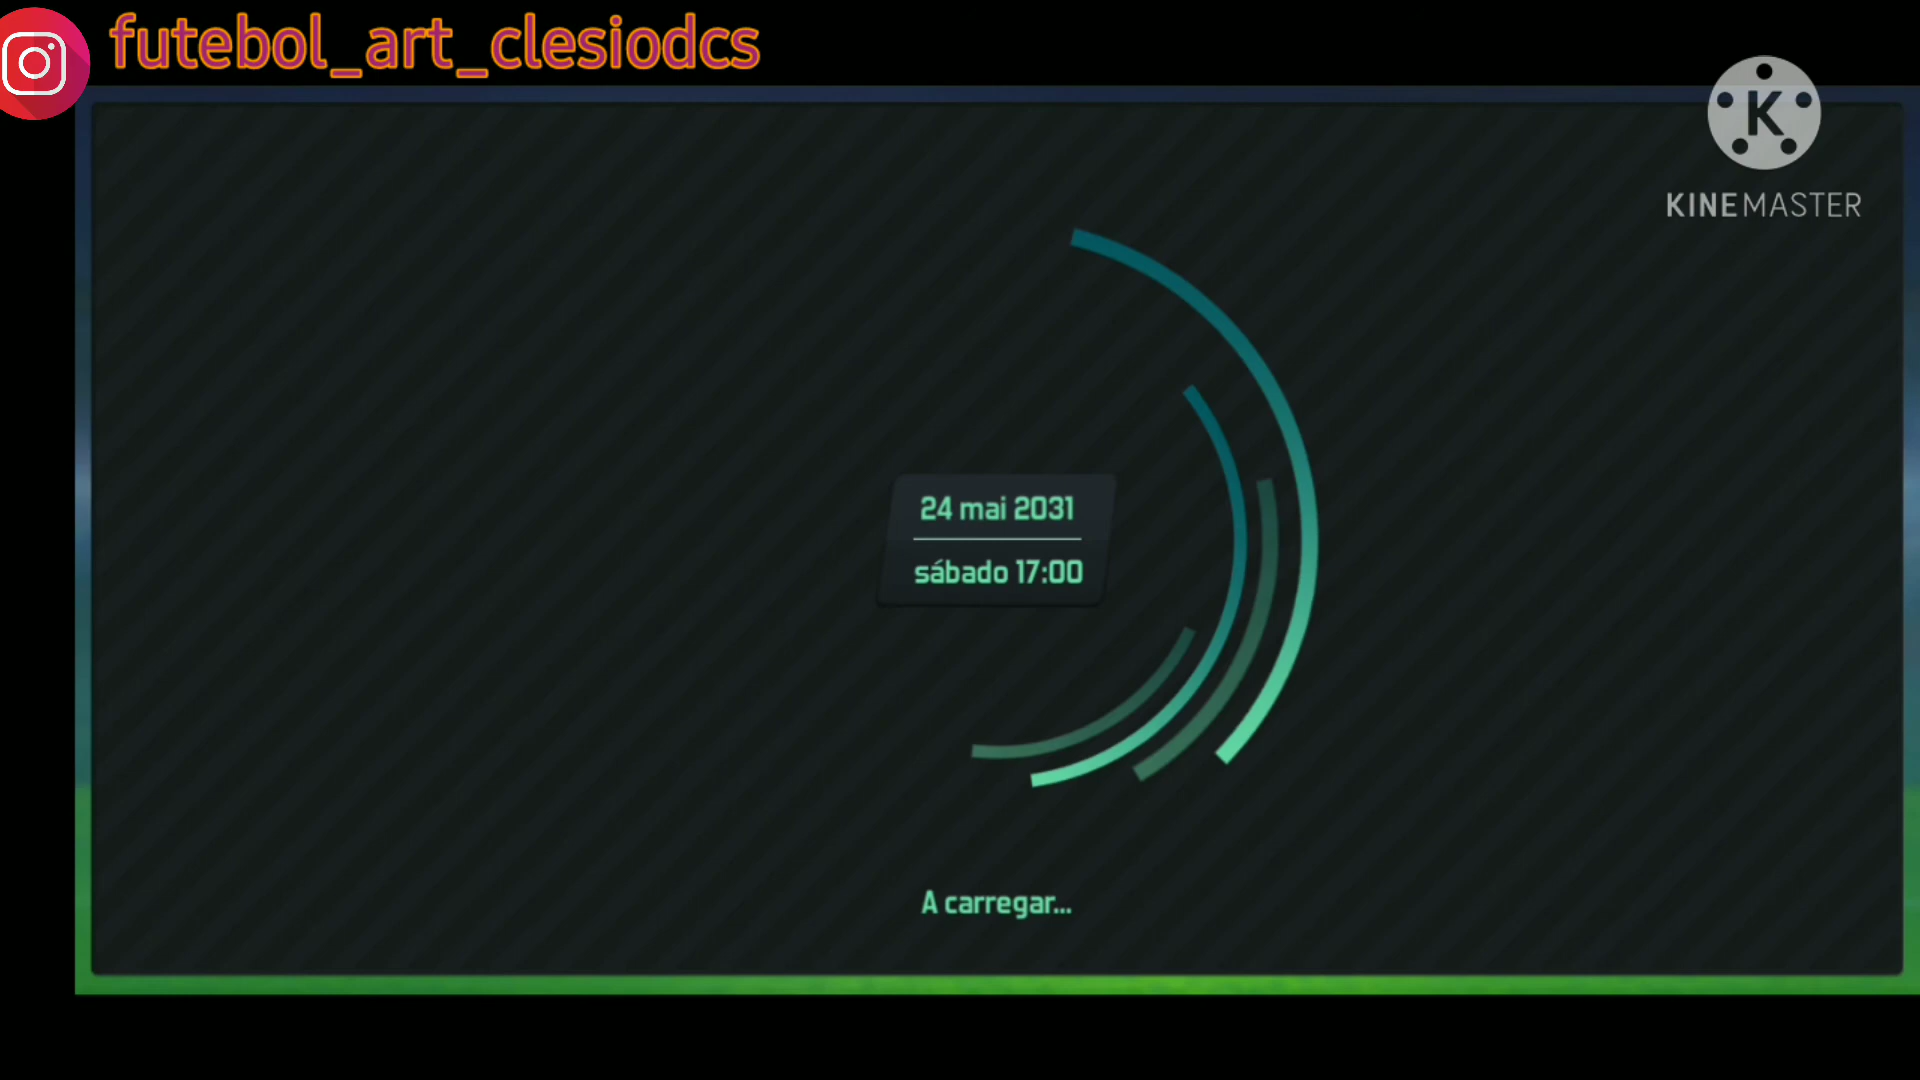 futebol_art_clesiodcs
K
KINEMASTER
24 mai 2031
sábado 17:00
A carregar...